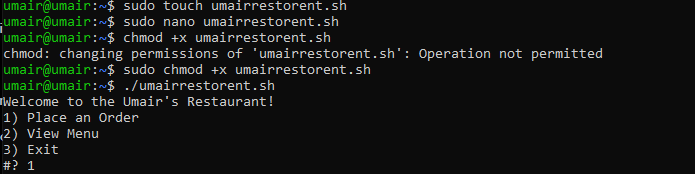 umair@umair:~$ sudo touch umairrestorent.sh
umair@umair:~$ sudo nano umairrestorent.sh
umair@umair:~$ chmod +x umairrestorent.sh
chmod: changing permissions of 'umairrestorent.sh': Operation not permitted
umair@umair:~$ sudo chmod +x umairrestorent.sh
umair@umair:~$ ./umairrestorent.sh
Welcome to the Umair's Restaurant!
1) Place an Order
2) View Menu
3) Exit
#? 1